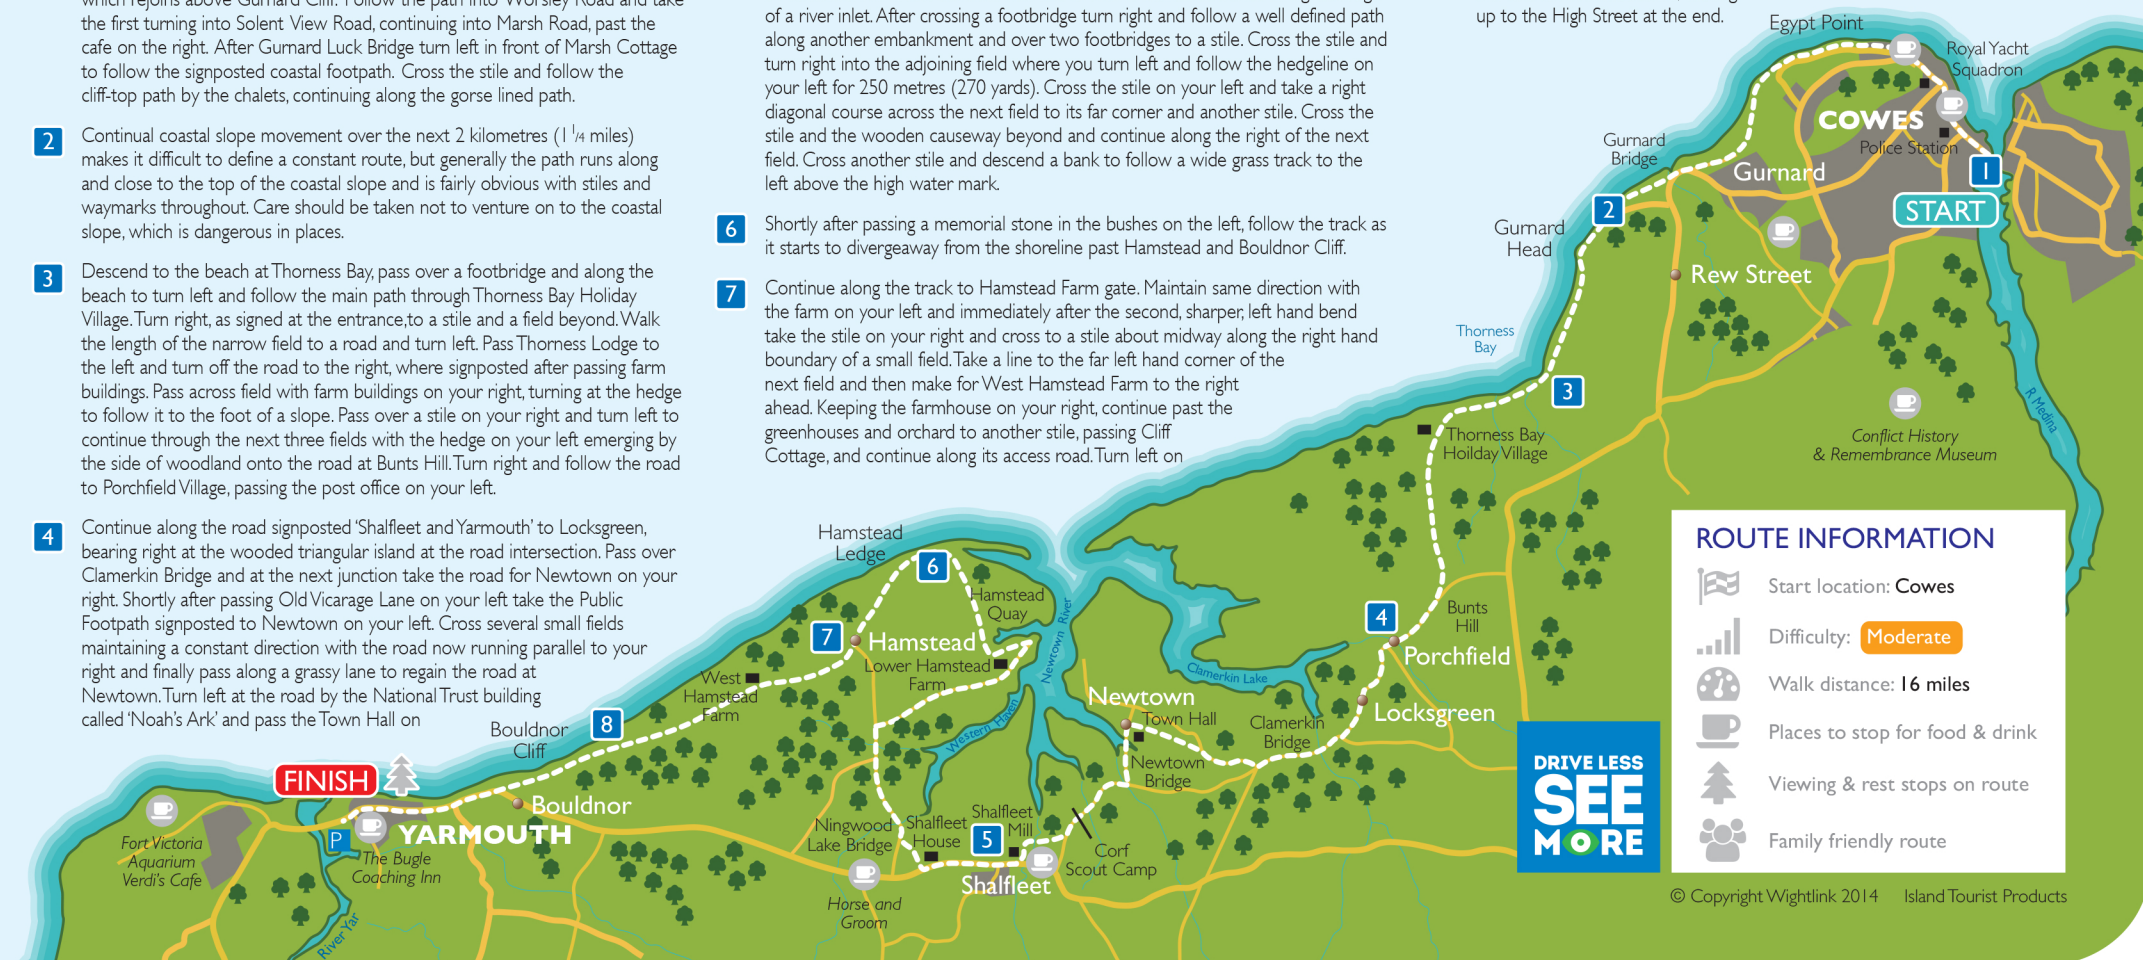 which rejoins above Gurnard Cliff. Follow the path into Worsley Road and take
the first turning into Solent View Road, continuing into Marsh Road, past the
cafe on the right. After Gurnard Luck Bridge turn left in front of Marsh Cottage
to follow the signposted coastal footpath. Cross the stile and follow the
cliff-top path by the chalets, continuing along the gorse lined path.
2
Continual coastal slope movement over the next 2 kilometres (1 1/4 miles)
makes it difficult to define a constant route, but generally the path runs along
and close to the top of the coastal slope and is fairly obvious with stiles and
waymarks throughout. Care should be taken not to venture on to the coastal
slope, which is dangerous in places.
3
Descend to the beach at Thorness Bay, pass over a footbridge and along the
beach to turn left and follow the main path through Thorness Bay Holiday
Village. Turn right, as signed at the entrance,to a stile and a field beyond. Walk
the length of the narrow field to a road and turn left. Pass Thorness Lodge to
the left and turn off the road to the right, where signposted after passing farm
buildings. Pass across field with farm buildings on your right, turning at the hedge
to follow it to the foot of a slope. Pass over a stile on your right and turn left to
continue through the next three fields with the hedge on your left emerging by
the side of woodland onto the road at Bunts Hill. Turn right and follow the road
to Porchfield Village, passing the post office on your left.
4
Continue along the road signposted 'Shalfleet and Yarmouth' to Locksgreen,
bearing right at the wooded triangular island at the road intersection. Pass over
Clamerkin Bridge and at the next junction take the road for Newtown on your
right. Shortly after passing Old Vicarage Lane on your left take the Public
Footpath signposted to Newtown on your left. Cross several small fields
maintaining a constant direction with the road now running parallel to your
right and finally pass along a grassy lane to regain the road at
Newtown. Turn left at the road by the National Trust building
called 'Noah's Ark' and pass the Town Hall on
of a river inlet. After crossing a footbridge turn right and follow a well defined path
along another embankment and over two footbridges to a stile. Cross the stile and
turn right into the adjoining field where you turn left and follow the hedgeline on
your left for 250 metres (270 yards). Cross the stile on your left and take a right
diagonal course across the next field to its far corner and another stile. Cross the
stile and the wooden causeway beyond and continue along the right of the next
field. Cross another stile and descend a bank to follow a wide grass track to the
left above the high water mark.
6
Shortly after passing a memorial stone in the bushes on the left, follow the track as
it starts to divergeaway from the shoreline past Hamstead and Bouldnor Cliff.
7
Continue along the track to Hamstead Farm gate. Maintain same direction with
the farm on your left and immediately after the second, sharper, left hand bend
take the stile on your right and cross to a stile about midway along the right hand
boundary of a small field. Take a line to the far left hand corner of the
next field and then make for West Hamstead Farm to the right
ahead. Keeping the farmhouse on your right, continue past the
greenhouses and orchard to another stile, passing Cliff
Cottage, and continue along its access road. Turn left on
up to the High Street at the end.
Egypt Point
Royal Yacht
Squadron
COWES
Police Station
1
START
Gurnard
Bridge
Gurnard
2
Gurnard
Head
Rew Street
Thorness
Bay
3
Thorness Bay
Hoilday Village
R Medina
Conflict History
& Remembrance Museum
Hamstead
Ledge
6
Hamstead
Quay
Newtown River
7
Hamstead
Lower Hamstead
Farm
West
Hamstead
Farm
Western Haven
8
Bouldnor
Cliff
4
Bunts
Hill
Porchfield
Clamerkin Lake
Newtown
Town Hall
Locksgreen
Clamerkin
Bridge
Newtown
Bridge
FINISH
Bouldnor
P
YARMOUTH
The Bugle
Coaching Inn
Fort Victoria
Aquarium
Verdi's Cafe
River Yar
Ningwood
Lake Bridge
Shalfleet
House
Shalfleet
Mill
5
Corf
Scout Camp
Shalfleet
Horse and
Groom
ROUTE INFORMATION
Start location: Cowes
Difficulty: Moderate
Walk distance: 16 miles
Places to stop for food & drink
Viewing & rest stops on route
Family friendly route
DRIVE LESS
SEE
MORE
© Copyright Wightlink 2014 Island Tourist Products